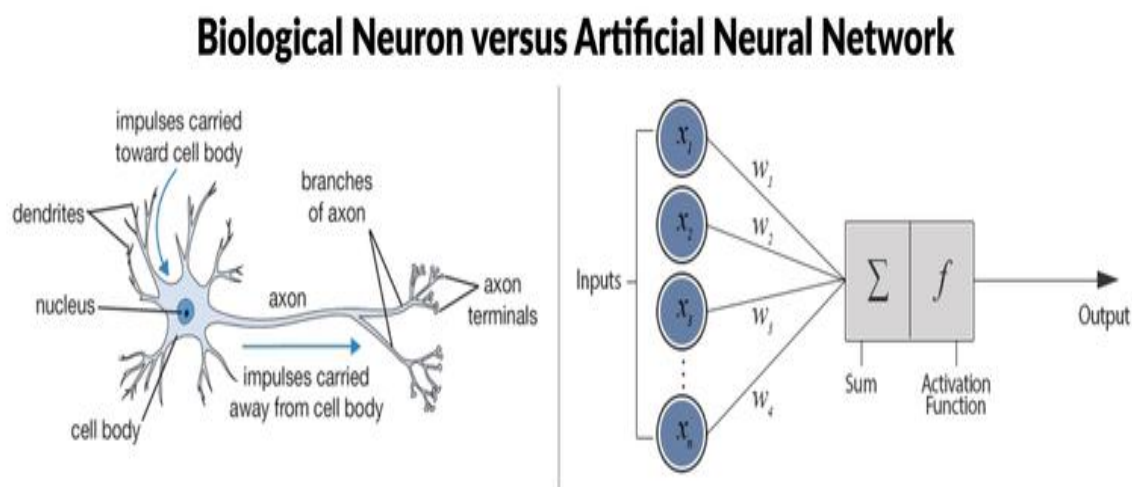 Biological Neuron versus Artificial Neural Network
impulses carried
toward cell body
dendrites
nucleus
cell body
axon
impulses carried
away from cell body
branches
of axon
axon
terminals
Inputs
x₁
x₂
x₃
xₙ
w₁
w₂
w₃
w₄
Σ
f
Sum
Activation
Function
Output